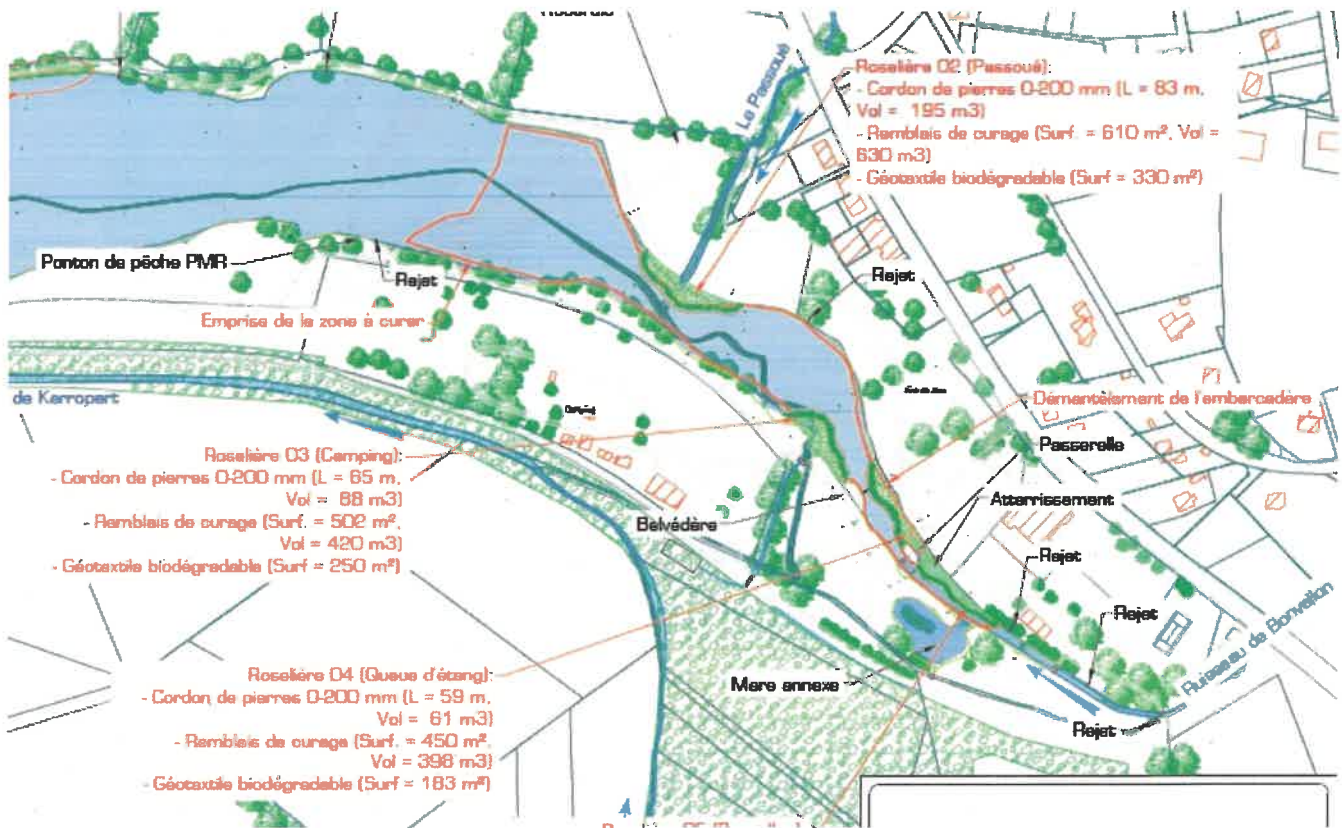 Le Passoué
Roselière 02 (Passoué):
- Cordon de pierres 0-200 mm (L = 83 m,
Vol = 195 m3)
- Remblais de curage (Surf. = 610 m², Vol =
630 m3)
- Géotextile biodégradable (Surf = 330 m²)
Ponton de pêche PMR
Rejet
Rejet
Emprise de la zone à curer
de Kerropert
Démantèlement de l'embarcadère
Passerelle
Roselière 03 (Camping):
- Cordon de pierres 0-200 mm (L = 65 m,
Vol = 88 m3)
- Remblais de curage (Surf. = 502 m²,
Vol = 420 m3)
- Géotextile biodégradable (Surf = 250 m²)
Camping
Atterrissement
Belvédère
Rejet
Rejet
Ruisseau de Bonvallon
Roselière 04 (Queue d'étang):
- Cordon de pierres 0-200 mm (L = 59 m,
Vol = 61 m3)
- Remblais de curage (Surf. = 450 m²,
Vol = 398 m3)
- Géotextile biodégradable (Surf = 183 m²)
Mare annexe
Rejet